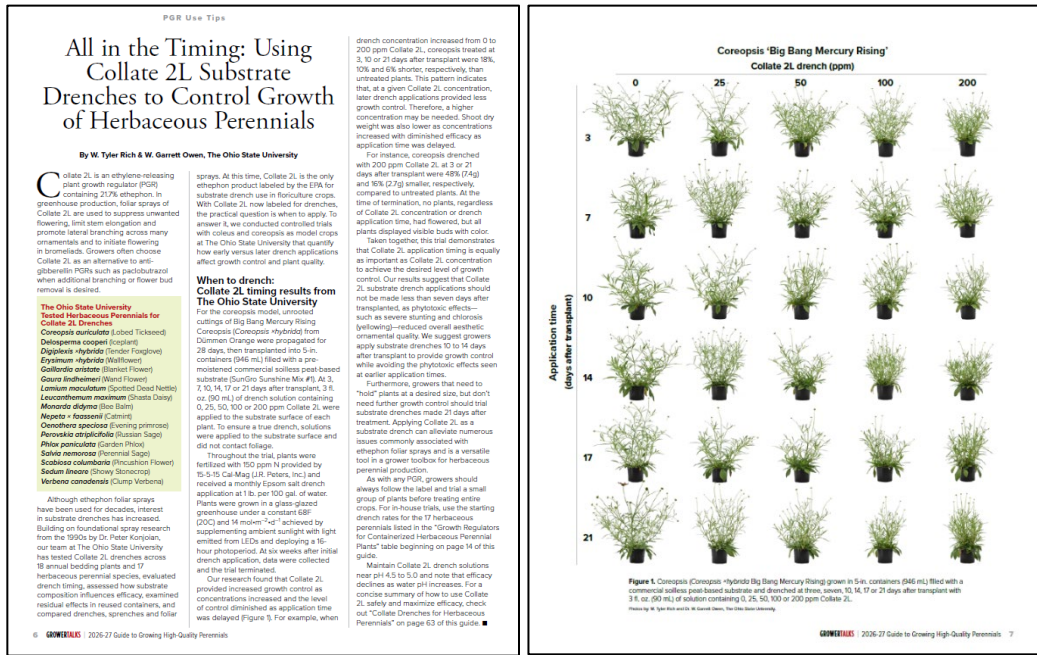 PGR Use Tips
All in the Timing: Using
Collate 2L Substrate
Drenches to Control Growth
of Herbaceous Perennials
By W. Tyler Rich & W. Garrett Owen, The Ohio State University
Collate 2L is an ethylene-releasing
plant growth regulator (PGR)
containing 21.7% ethephon. In
greenhouse production, foliar sprays of
Collate 2L are used to suppress unwanted
flowering, limit stem elongation and
promote lateral branching across many
ornamentals and to initiate flowering
in bromeliads. Growers often choose
Collate 2L as an alternative to anti-
gibberellin PGRs such as paclobutrazol
when additional branching or flower bud
removal is desired.
The Ohio State University
Tested Herbaceous Perennials for
Collate 2L Drenches
Coreopsis auriculata (Lobed Tickseed)
Delosperma cooperi (Iceplant)
Digiplexis ×hybrida (Tender Foxglove)
Erysimum ×hybrida (Wallflower)
Gaillardia aristate (Blanket Flower)
Gaura lindheimeri (Wand Flower)
Lamium maculatum (Spotted Dead Nettle)
Leucanthemum maximum (Shasta Daisy)
Monarda didyma (Bee Balm)
Nepeta × faassenii (Catmint)
Oenothera speciosa (Evening primrose)
Perovskia atriplicifolia (Russian Sage)
Phlox paniculata (Garden Phlox)
Salvia nemorosa (Perennial Sage)
Scabiosa columbaria (Pincushion Flower)
Sedum lineare (Showy Stonecrop)
Verbena canadensis (Clump Verbena)
Although ethephon foliar sprays
have been used for decades, interest
in substrate drenches has increased.
Building on foundational spray research
from the 1990s by Dr. Peter Konjoian,
our team at The Ohio State University
has tested Collate 2L drenches across
18 annual bedding plants and 17
herbaceous perennial species, evaluated
drench timing, assessed how substrate
composition influences efficacy, examined
residual effects in reused containers, and
compared drenches, sprenches and foliar
sprays. At this time, Collate 2L is the only
ethephon product labeled by the EPA for
substrate drench use in floriculture crops.
With Collate 2L now labeled for drenches,
the practical question is when to apply. To
answer it, we conducted controlled trials
with coleus and coreopsis as model crops
at The Ohio State University that quantify
how early versus later drench applications
affect growth control and plant quality.
When to drench:
Collate 2L timing results from
The Ohio State University
For the coreopsis model, unrooted
cuttings of Big Bang Mercury Rising
Coreopsis (Coreopsis ×hybrida) from
Dümmen Orange were propagated for
28 days, then transplanted into 5-in.
containers (946 mL) filled with a pre-
moistened commercial soilless peat-based
substrate (SunGro Sunshine Mix #1). At 3,
7, 10, 14, 17 or 21 days after transplant, 3 fl.
oz. (90 mL) of drench solution containing
0, 25, 50, 100 or 200 ppm Collate 2L were
applied to the substrate surface of each
plant. To ensure a true drench, solutions
were applied to the substrate surface and
did not contact foliage.
Throughout the trial, plants were
fertilized with 150 ppm N provided by
15-5-15 Cal-Mag (J.R. Peters, Inc.) and
received a monthly Epsom salt drench
application at 1 lb. per 100 gal. of water.
Plants were grown in a glass-glazed
greenhouse under a constant 68F
(20C) and 14 mol•m⁻²•d⁻¹ achieved by
supplementing ambient sunlight with light
emitted from LEDs and deploying a 16-
hour photoperiod. At six weeks after initial
drench application, data were collected
and the trial terminated.
Our research found that Collate 2L
provided increased growth control as
concentrations increased and the level
of control diminished as application time
was delayed (Figure 1). For example, when
drench concentration increased from 0 to
200 ppm Collate 2L, coreopsis treated at
3, 10 or 21 days after transplant were 18%,
10% and 6% shorter, respectively, than
untreated plants. This pattern indicates
that, at a given Collate 2L concentration,
later drench applications provided less
growth control. Therefore, a higher
concentration may be needed. Shoot dry
weight was also lower as concentrations
increased with diminished efficacy as
application time was delayed.
For instance, coreopsis drenched
with 200 ppm Collate 2L at 3 or 21
days after transplant were 48% (7.4g)
and 16% (2.7g) smaller, respectively,
compared to untreated plants. At the
time of termination, no plants, regardless
of Collate 2L concentration or drench
application time, had flowered, but all
plants displayed visible buds with color.
Taken together, this trial demonstrates
that Collate 2L application timing is equally
as important as Collate 2L concentration
to achieve the desired level of growth
control. Our results suggest that Collate
2L substrate drench applications should
not be made less than seven days after
transplanted, as phytotoxic effects—
such as severe stunting and chlorosis
(yellowing)—reduced overall aesthetic
ornamental quality. We suggest growers
apply substrate drenches 10 to 14 days
after transplant to provide growth control
while avoiding the phytotoxic effects seen
at earlier application times.
Furthermore, growers that need to
"hold" plants at a desired size, but don't
need further growth control should trial
substrate drenches made 21 days after
treatment. Applying Collate 2L as a
substrate drench can alleviate numerous
issues commonly associated with
ethephon foliar sprays and is a versatile
tool in a grower toolbox for herbaceous
perennial production.
As with any PGR, growers should
always follow the label and trial a small
group of plants before treating entire
crops. For in-house trials, use the starting
drench rates for the 17 herbaceous
perennials listed in the "Growth Regulators
for Containerized Herbaceous Perennial
Plants" table beginning on page 14 of this
guide.
Maintain Collate 2L drench solutions
near pH 4.5 to 5.0 and note that efficacy
declines as water pH increases. For a
concise summary of how to use Collate
2L safely and maximize efficacy, check
out "Collate Drenches for Herbaceous
Perennials" on page 63 of this guide. ■
6 GROWERTALKS | 2026-27 Guide to Growing High-Quality Perennials
Coreopsis 'Big Bang Mercury Rising'
Collate 2L drench (ppm)
0 25 50 100 200
Application time
(days after transplant)
3
7
10
14
17
21
Figure 1. Coreopsis (Coreopsis ×hybrida Big Bang Mercury Rising) grown in 5-in. containers (946 mL) filled with a
commercial soilless peat-based substrate and drenched at three, seven, 10, 14, 17 or 21 days after transplant with
3 fl. oz. (90 mL) of solution containing 0, 25, 50, 100 or 200 ppm Collate 2L.
Photos by W. Tyler Rich and Dr. W. Garrett Owen, The Ohio State University.
GROWERTALKS | 2026-27 Guide to Growing High-Quality Perennials 7